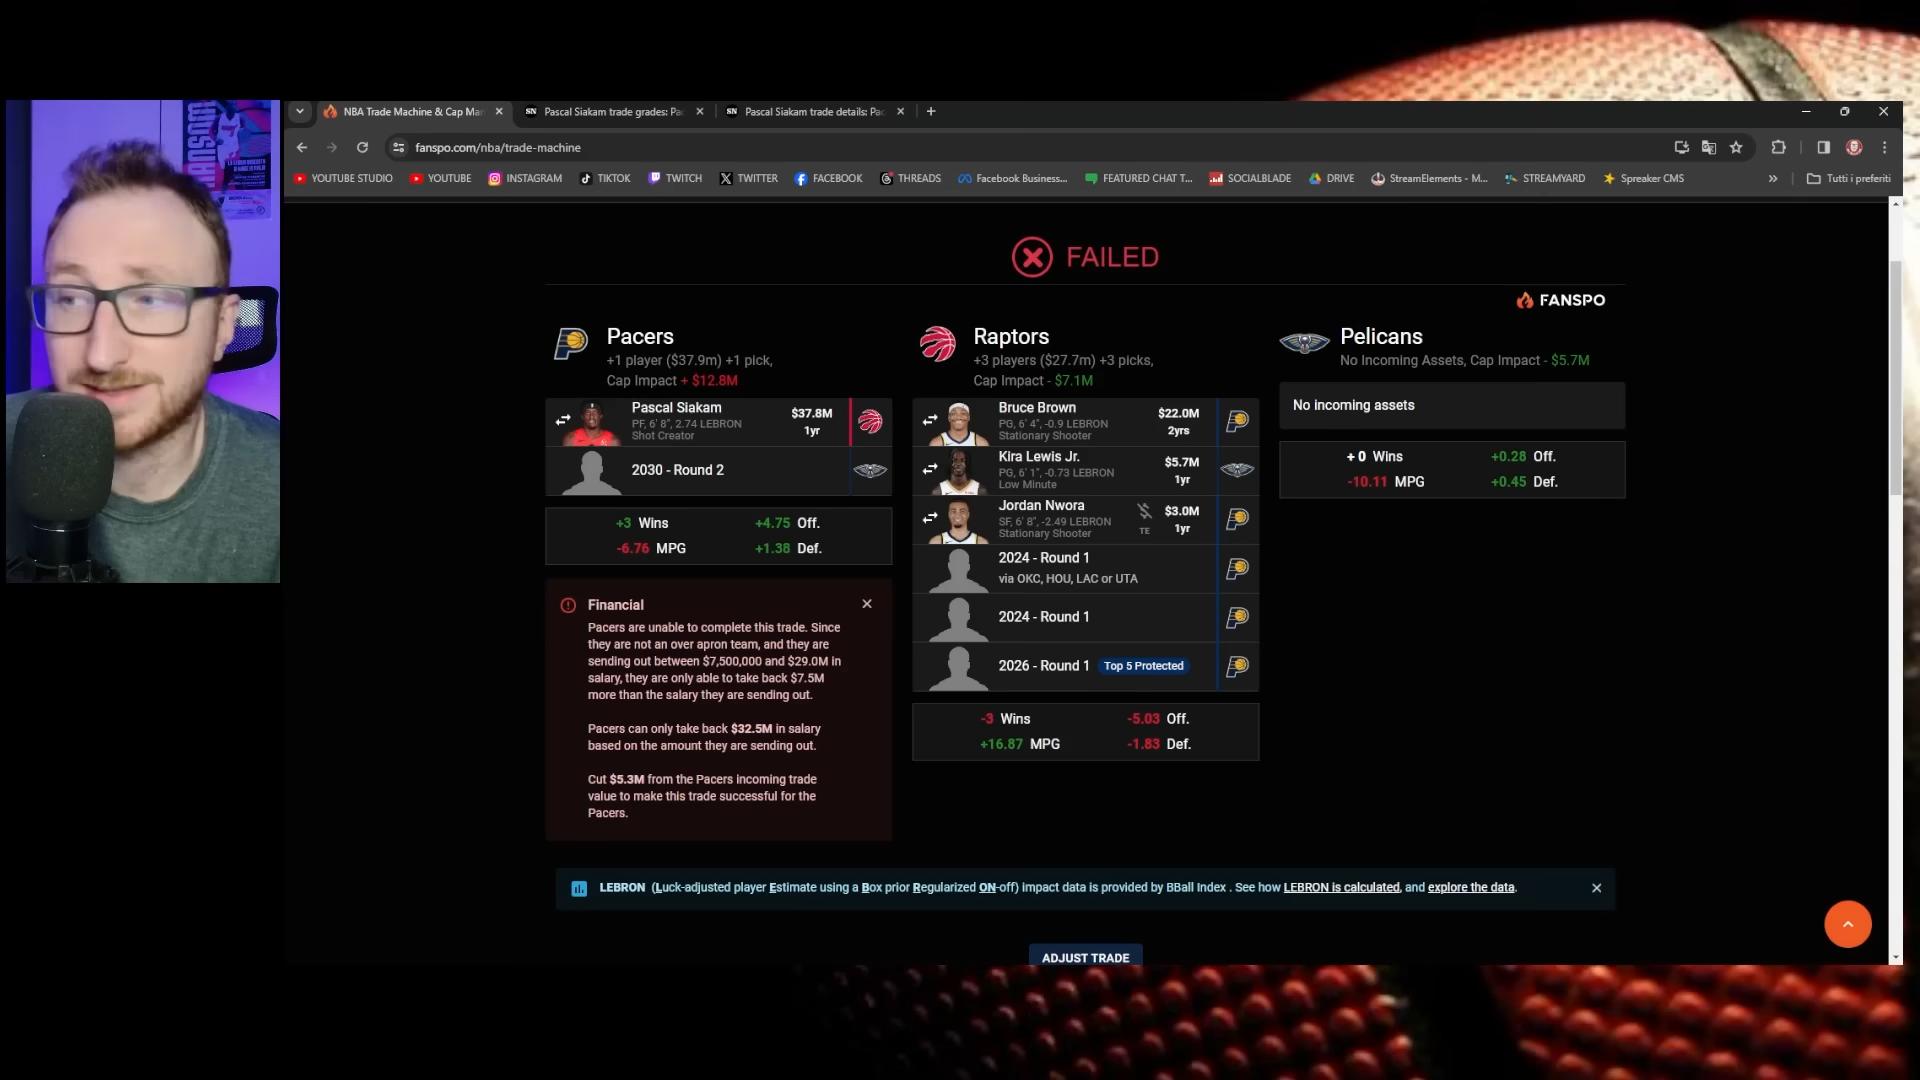 NBA Trade Machine & Cap Man
Pascal Siakam trade grades: Pac
Pascal Siakam trade details: Pac
fanspo.com/nba/trade-machine
YOUTUBE STUDIO
YOUTUBE
INSTAGRAM
TIKTOK
TWITCH
TWITTER
FACEBOOK
THREADS
Facebook Business...
FEATURED CHAT T...
SOCIALBLADE
DRIVE
StreamElements - M...
STREAMYARD
Spreaker CMS
Tutti i preferiti
FAILED
FANSPO
Pacers
+1 player ($37.9m) +1 pick,
Cap Impact + $12.8M
Pascal Siakam
PF, 6' 8", 2.74 LEBRON
Shot Creator
$37.8M
1yr
2030 - Round 2
+3 Wins
+4.75 Off.
-6.76 MPG
+1.38 Def.
Financial
Pacers are unable to complete this trade. Since
they are not an over apron team, and they are
sending out between $7,500,000 and $29.0M in
salary, they are only able to take back $7.5M
more than the salary they are sending out.
Pacers can only take back $32.5M in salary
based on the amount they are sending out.
Cut $5.3M from the Pacers incoming trade
value to make this trade successful for the
Pacers.
Raptors
+3 players ($27.7m) +3 picks,
Cap Impact - $7.1M
Bruce Brown
PG, 6' 4", -0.9 LEBRON
Stationary Shooter
$22.0M
2yrs
Kira Lewis Jr.
PG, 6' 1", -0.73 LEBRON
Low Minute
$5.7M
1yr
Jordan Nwora
SF, 6' 8", -2.49 LEBRON
Stationary Shooter
TE
$3.0M
1yr
2024 - Round 1
via OKC, HOU, LAC or UTA
2024 - Round 1
2026 - Round 1 Top 5 Protected
-3 Wins
-5.03 Off.
+16.87 MPG
-1.83 Def.
Pelicans
No Incoming Assets, Cap Impact - $5.7M
No incoming assets
+ 0 Wins
+0.28 Off.
-10.11 MPG
+0.45 Def.
LEBRON (Luck-adjusted player Estimate using a Box prior Regularized ON-off) impact data is provided by BBall Index . See how LEBRON is calculated, and explore the data.
ADJUST TRADE